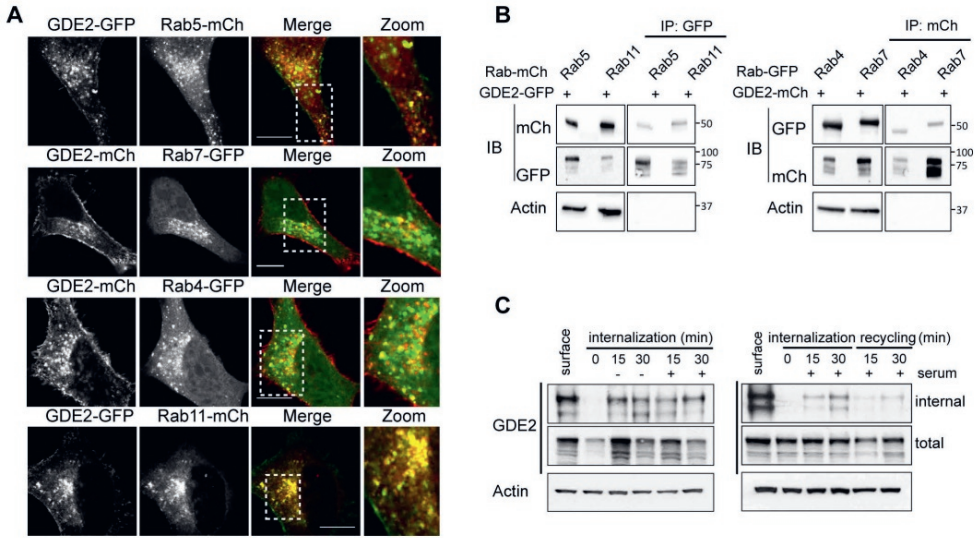 A
GDE2-GFP Rab5-mCh Merge Zoom
GDE2-mCh Rab7-GFP Merge Zoom
GDE2-mCh Rab4-GFP Merge Zoom
GDE2-GFP Rab11-mCh Merge Zoom
B
IP: GFP
Rab-mCh Rab5 Rab11 Rab5 Rab11
GDE2-GFP + + + +
IB
mCh 50
GFP 100 75
Actin 37
IP: mCh
Rab-GFP Rab4 Rab7 Rab4 Rab7
GDE2-mCh + + + +
IB
GFP 50
mCh 100 75
Actin 37
C
surface internalization (min)
0 15 30 15 30
- - + +
surface internalization recycling (min)
0 15 30 15 30
+ + + + serum
GDE2
internal
total
Actin